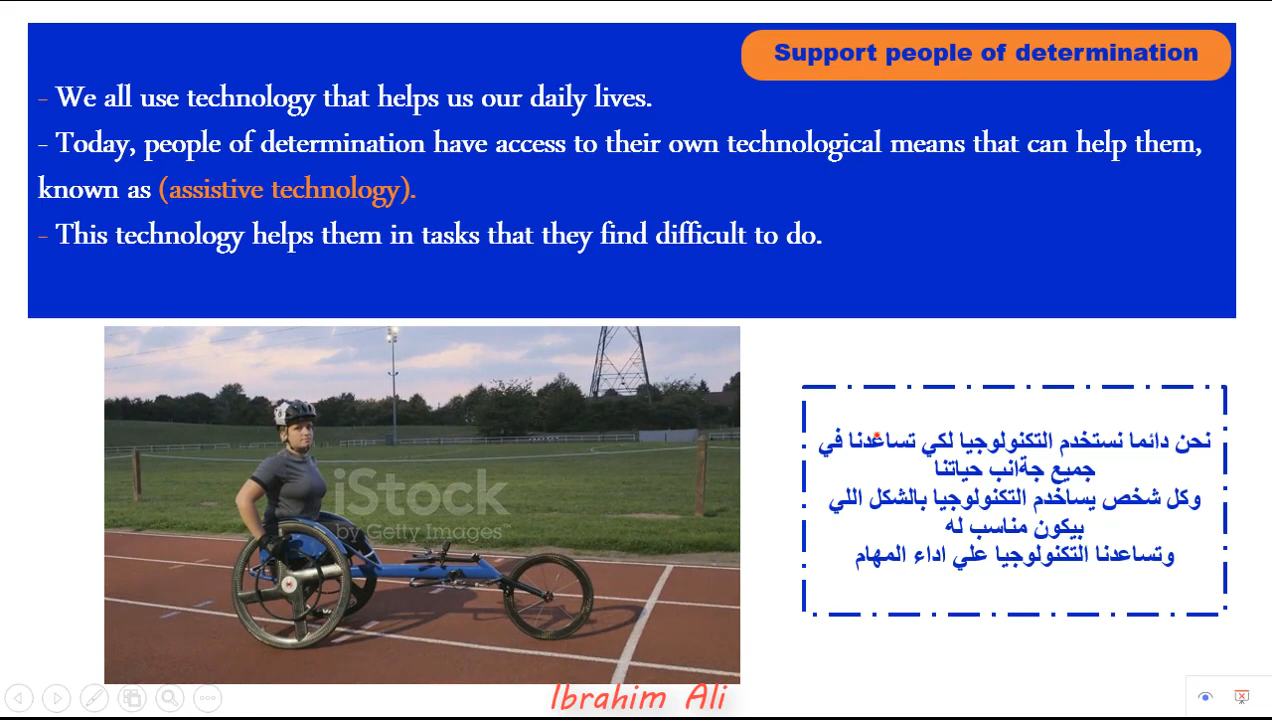 Support people of determination
- We all use technology that helps us our daily lives.
- Today, people of determination have access to their own technological means that can help them,
known as (assistive technology).
- This technology helps them in tasks that they find difficult to do.
iStock
by Getty Images™
نحن دائما نستخدم التكنولوجيا لكي تساعدنا في
جميع جةانب حياتنا
وكل شخص يساخدم التكنولوجيا بالشكل اللي
بيكون مناسب له
وتساعدنا التكنولوجيا علي اداء المهام
Ibrahim Ali